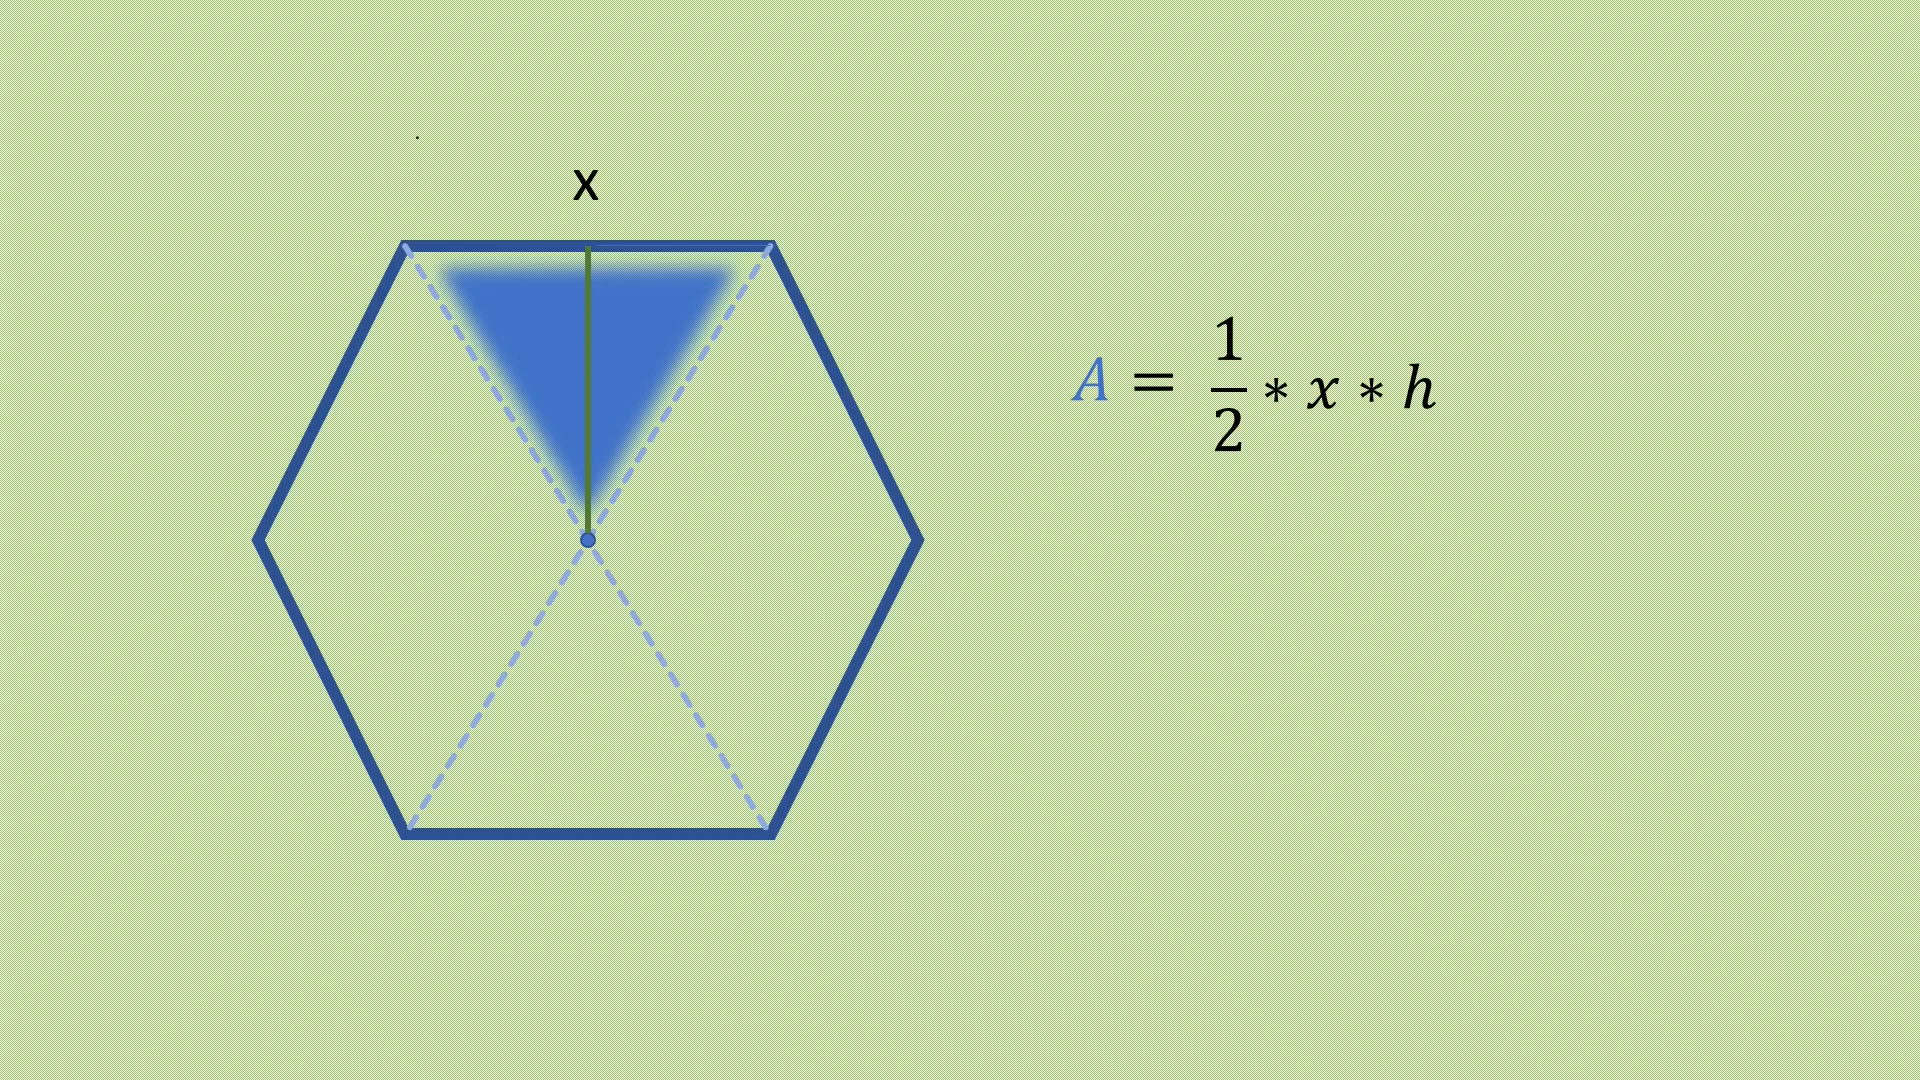 x
A = 1/2 * x * h